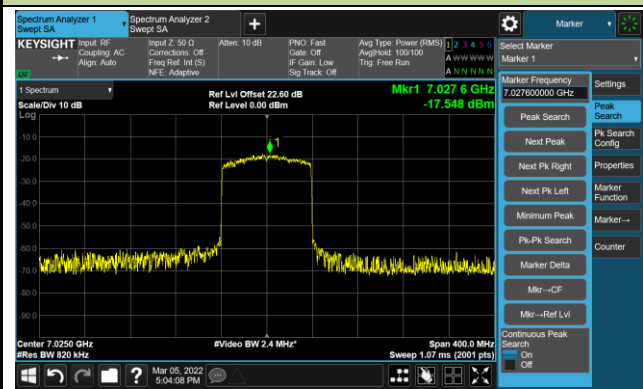 Spectrum Analyzer 1
Swept SA
Spectrum Analyzer 2
Swept SA
Marker
KEYSIGHT
Input: RF
Coupling: AC
Align: Auto
Input Z: 50 Ω
Corrections: Off
Freq Ref: Int (S)
NFE: Adaptive
Atten: 10 dB
PNO: Fast
Gate: Off
IF Gain: Low
Sig Track: Off
Avg Type: Power (RMS)
Avg|Hold: 100/100
Trig: Free Run
1 2 3 4 5 6
A W W W W W
A N N N N N
Select Marker
Marker 1
1 Spectrum
Scale/Div 10 dB
Log
Ref Lvl Offset 22.60 dB
Ref Level 0.00 dBm
Mkr1 7.027 6 GHz
-17.548 dBm
1
-10.0
-20.0
-30.0
-40.0
-50.0
-60.0
-70.0
-80.0
-90.0
Center 7.0250 GHz
#Res BW 820 kHz
#Video BW 2.4 MHz*
Span 400.0 MHz
Sweep 1.07 ms (2001 pts)
Marker Frequency
7.027600000 GHz
Peak Search
Next Peak
Next Pk Right
Next Pk Left
Minimum Peak
Pk-Pk Search
Marker Delta
Mkr→CF
Mkr→Ref Lvl
Continuous Peak
Search
On
Off
Settings
Peak
Search
Pk Search
Config
Properties
Marker
Function
Marker→
Counter
Mar 05, 2022
5:04:08 PM